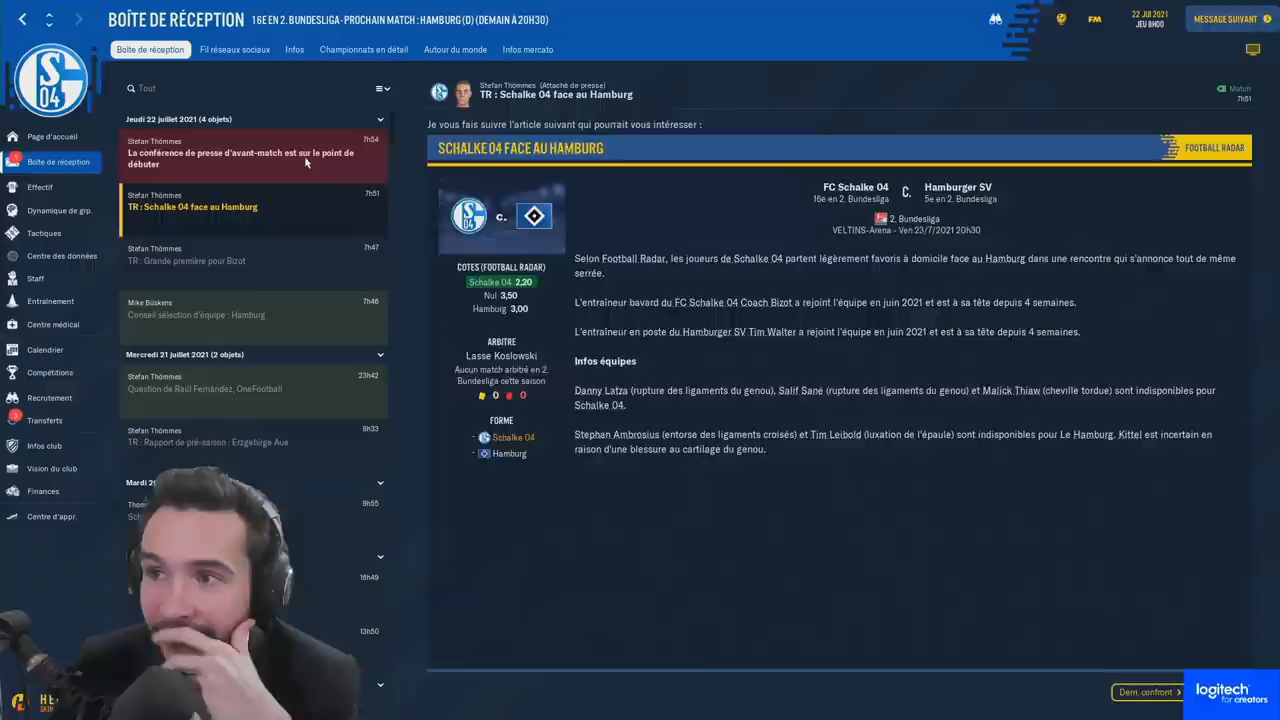 BOÎTE DE RÉCEPTION
16E EN 2. BUNDESLIGA - PROCHAIN MATCH : HAMBURG (D) (DEMAIN À 20H30)
FM
22 JUI 2021
JEU 8H00
MESSAGE SUIVANT
Boîte de réception
Fil réseaux sociaux
Infos
Championnats en détail
Autour du monde
Infos mercato
S
04
Page d'accueil
1
Boîte de réception
Effectif
Dynamique de grp.
Tactiques
Centre des données
Staff
Entraînement
Centre médical
Calendrier
Compétitions
Recrutement
3
Transferts
Infos club
Vision du club
Finances
Centre d'appr.
Tout
Jeudi 22 juillet 2021 (4 objets)
Stefan Thömmes
7h54
La conférence de presse d'avant-match est sur le point de
débuter
Stefan Thömmes
7h51
TR : Schalke 04 face au Hamburg
Stefan Thömmes
7h47
TR : Grande première pour Bizot
Mike Büskens
7h46
Conseil sélection d'équipe : Hamburg
Mercredi 21 juillet 2021 (2 objets)
Stefan Thömmes
23h42
Question de Raúl Fernández, OneFootball
Stefan Thömmes
8h33
TR : Rapport de pré-saison : Erzgebirge Aue
9h55
16h49
13h50
Stefan Thömmes (Attaché de presse)
TR : Schalke 04 face au Hamburg
Match
7h51
Je vous fais suivre l'article suivant qui pourrait vous intéresser :
SCHALKE 04 FACE AU HAMBURG
FOOTBALL RADAR
C.
COTES (FOOTBALL RADAR)
Schalke 04 2,20
Nul 3,50
Hamburg 3,00
ARBITRE
Lasse Koslowski
Aucun match arbitré en 2.
Bundesliga cette saison
0 0
FORME
- Schalke 04
- Hamburg
FC Schalke 04
16e en 2. Bundesliga
C.
Hamburger SV
5e en 2. Bundesliga
2. Bundesliga
VELTINS-Arena - Ven 23/7/2021 20h30
Selon Football Radar, les joueurs de Schalke 04 partent légèrement favoris à domicile face au Hamburg dans une rencontre qui s'annonce tout de même
serrée.
L'entraîneur bavard du FC Schalke 04 Coach Bizot a rejoint l'équipe en juin 2021 et est à sa tête depuis 4 semaines.
L'entraîneur en poste du Hamburger SV Tim Walter a rejoint l'équipe en juin 2021 et est à sa tête depuis 4 semaines.
Infos équipes
Danny Latza (rupture des ligaments du genou), Salif Sané (rupture des ligaments du genou) et Malick Thiaw (cheville tordue) sont indisponibles pour
Schalke 04.
Stephan Ambrosius (entorse des ligaments croisés) et Tim Leibold (luxation de l'épaule) sont indisponibles pour Le Hamburg. Kittel est incertain en
raison d'une blessure au cartilage du genou.
Dern. confront
logitech
for creators